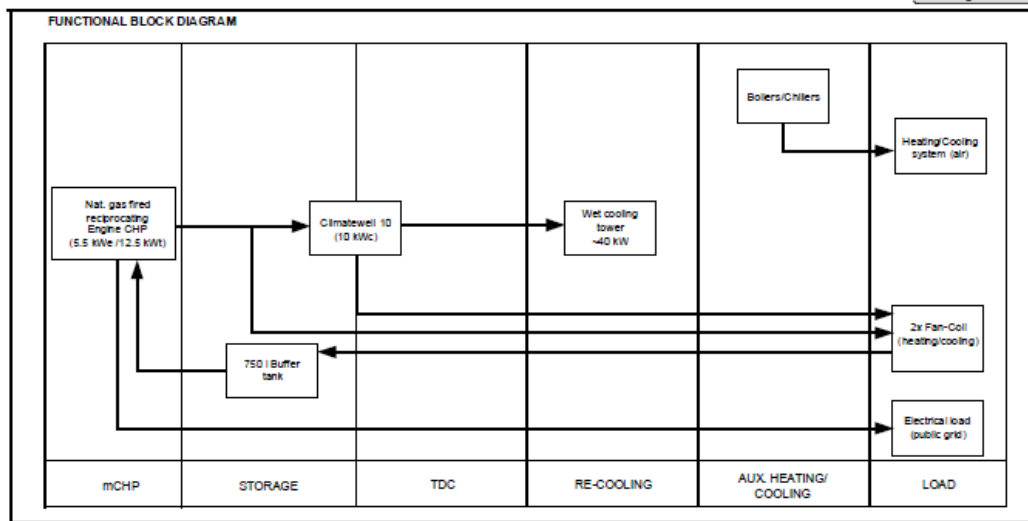 FUNCTIONAL BLOCK DIAGRAM
Boilers/Chillers
Heating/Cooling
system (air)
Nat. gas fired
reciprocating
Engine CHP
(5.5 kWe /12.5 kWt)
Climatewell 10
(10 kWc)
Wet cooling
tower
~40 kW
2x Fan-Coil
(heating/cooling)
750 l Buffer
tank
Electrical load
(public grid)
mCHP
STORAGE
TDC
RE-COOLING
AUX. HEATING/
COOLING
LOAD